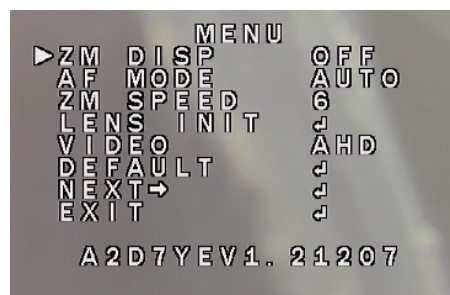 MENU
▶ZM DISP OFF
AF MODE AUTO
ZM SPEED 6
LENS INIT ↲
VIDEO AHD
DEFAULT ↲
NEXT→ ↲
EXIT ↲
A2D7YEV1.21207